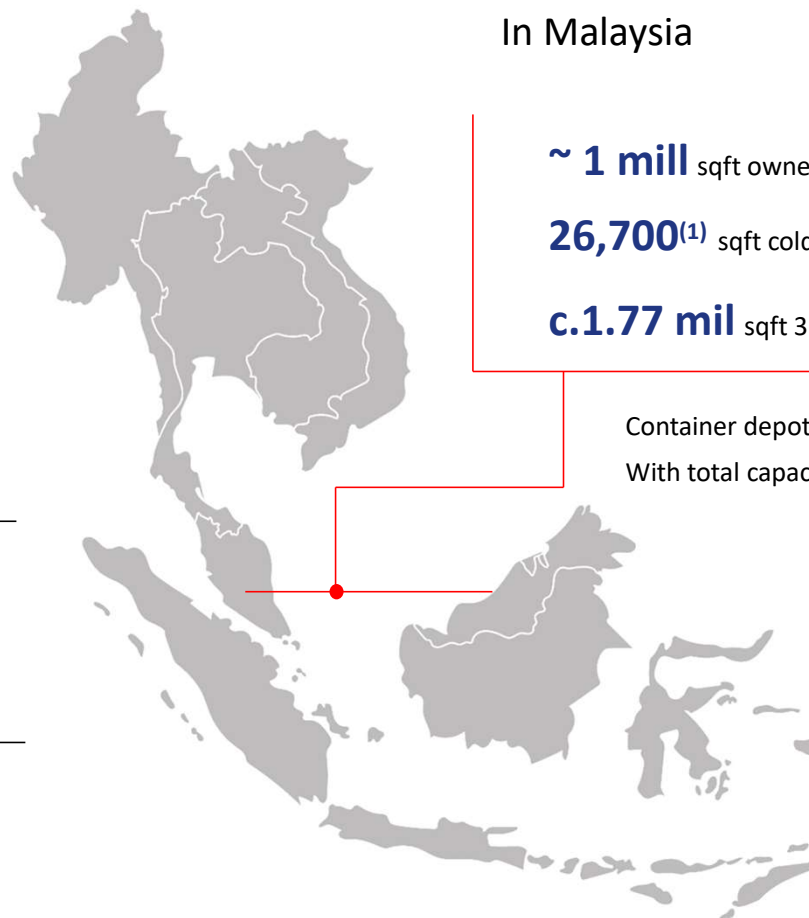 In Malaysia
~ 1 mill sqft owne
26,700(1) sqft cold
c.1.77 mil sqft 3
Container depot
With total capac